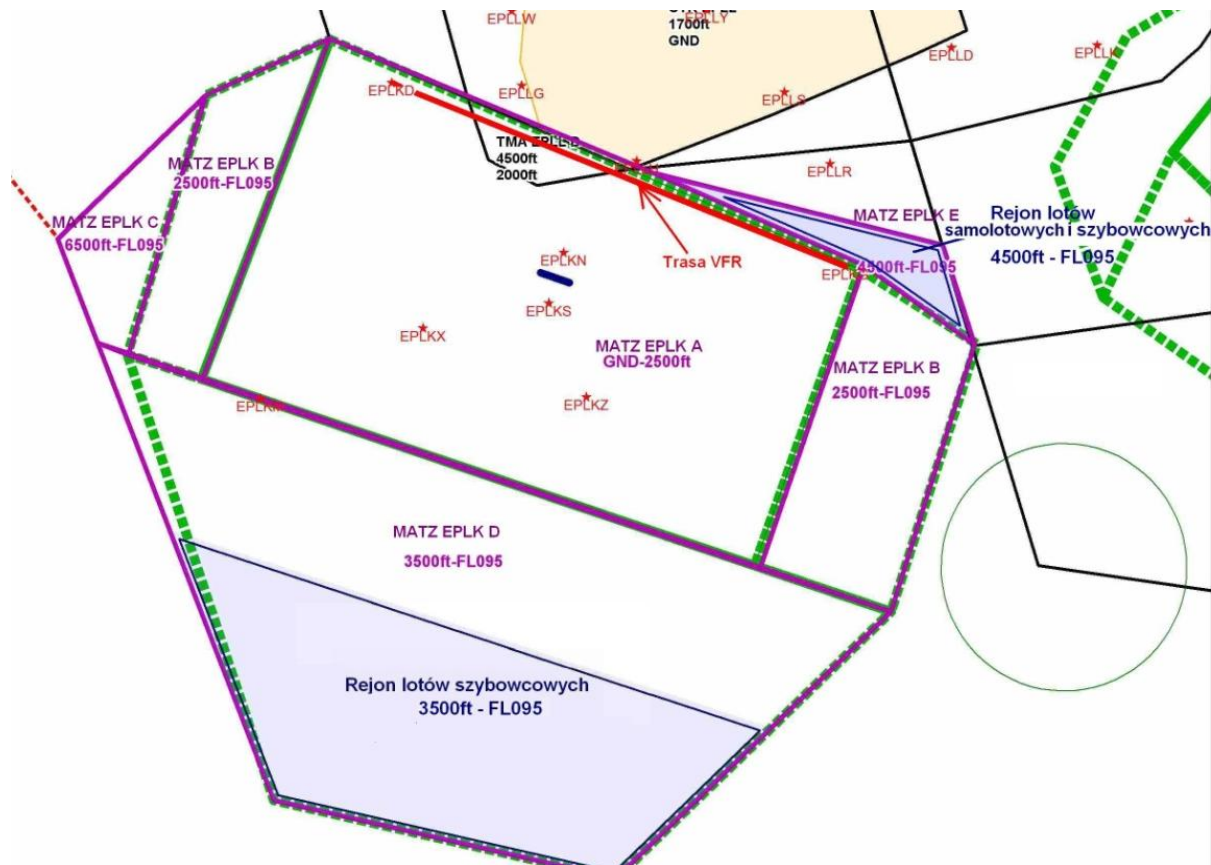 EPLLW
EPLLY
1700ft
GND
EPLLD
EPLLK
EPLKD
EPLLG
EPLLS
TMA EPLL D
4500ft
2000ft
MATZ EPLK B
2500ft-FL095
EPLLR
MATZ EPLK C
6500ft-FL095
MATZ EPLK E
4500ft-FL095
Rejon lotów
samolotowych i szybowcowych
4500ft - FL095
EPLKN
Trasa VFR
EPLKS
EPLKX
MATZ EPLK A
GND-2500ft
MATZ EPLK B
2500ft-FL095
EPLKZ
MATZ EPLK D
3500ft-FL095
Rejon lotów szybowcowych
3500ft - FL095